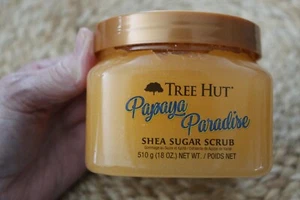 TREE HUT
Papaya
Paradise
SHEA SUGAR SCRUB
510 g (18 OZ.) NET WT. / POIDS NET